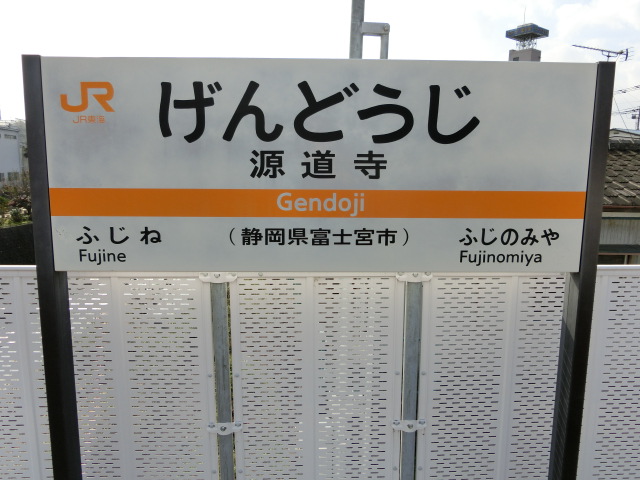 JR
JR東海
げんどうじ
源道寺
Gendoji
ふじね (静岡県富士宮市) ふじのみや
Fujine Fujinomiya